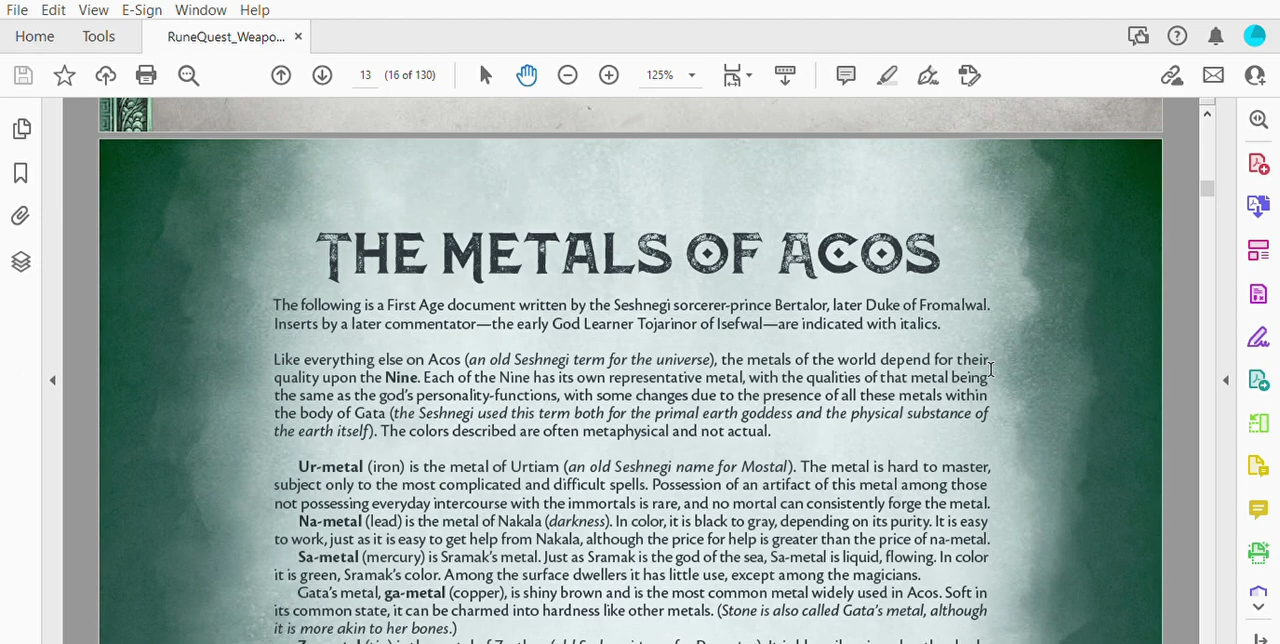 File Edit View E-Sign Window Help
Home Tools RuneQuest_Weapo... ×
13 (16 of 130) 125%
THE METALS OF ACOS
The following is a First Age document written by the Seshnegi sorcerer-prince Bertalor, later Duke of Fromalwal.
Inserts by a later commentator—the early God Learner Tojarinor of Isefwal—are indicated with italics.
Like everything else on Acos (an old Seshnegi term for the universe), the metals of the world depend for their
quality upon the Nine. Each of the Nine has its own representative metal, with the qualities of that metal being
the same as the god's personality-functions, with some changes due to the presence of all these metals within
the body of Gata (the Seshnegi used this term both for the primal earth goddess and the physical substance of
the earth itself). The colors described are often metaphysical and not actual.
Ur-metal (iron) is the metal of Urtiam (an old Seshnegi name for Mostal). The metal is hard to master,
subject only to the most complicated and difficult spells. Possession of an artifact of this metal among those
not possessing everyday intercourse with the immortals is rare, and no mortal can consistently forge the metal.
Na-metal (lead) is the metal of Nakala (darkness). In color, it is black to gray, depending on its purity. It is easy
to work, just as it is easy to get help from Nakala, although the price for help is greater than the price of na-metal.
Sa-metal (mercury) is Sramak's metal. Just as Sramak is the god of the sea, Sa-metal is liquid, flowing. In color
it is green, Sramak's color. Among the surface dwellers it has little use, except among the magicians.
Gata's metal, ga-metal (copper), is shiny brown and is the most common metal widely used in Acos. Soft in
its common state, it can be charmed into hardness like other metals. (Stone is also called Gata's metal, although
it is more akin to her bones.)